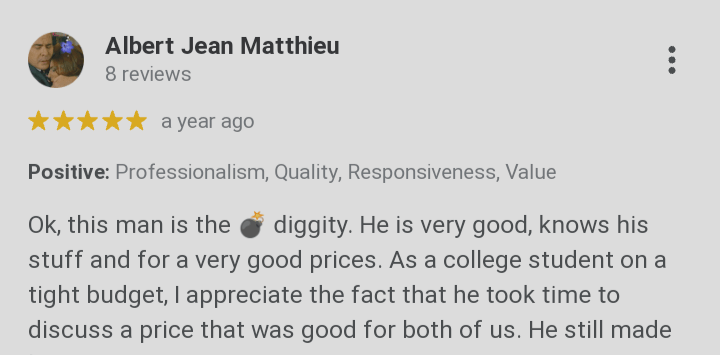 Albert Jean Matthieu
8 reviews
a year ago
Positive: Professionalism, Quality, Responsiveness, Value
Ok, this man is the 💣 diggity. He is very good, knows his
stuff and for a very good prices. As a college student on a
tight budget, I appreciate the fact that he took time to
discuss a price that was good for both of us. He still made